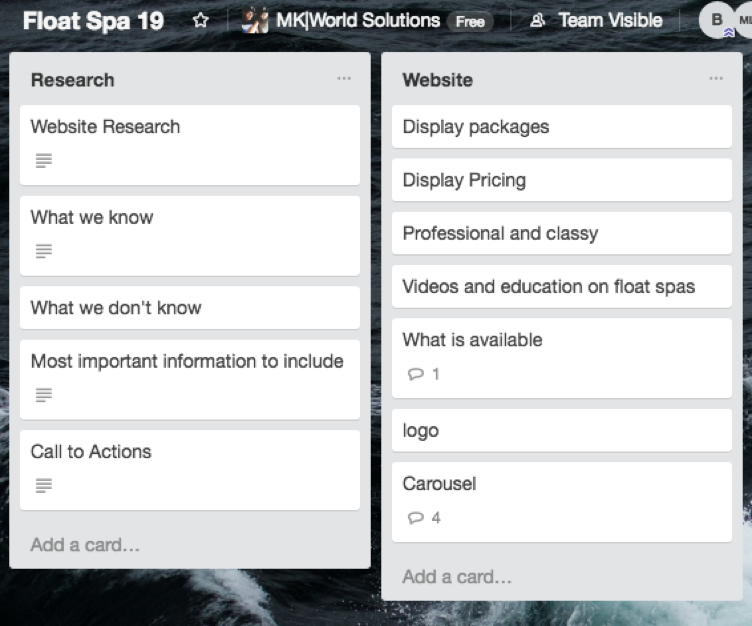 Float Spa 19 MK|World Solutions Free Team Visible B
Research
Website Research
What we know
What we don't know
Most important information to include
Call to Actions
Add a card...
Website
Display packages
Display Pricing
Professional and classy
Videos and education on float spas
What is available
1
logo
Carousel
4
Add a card...